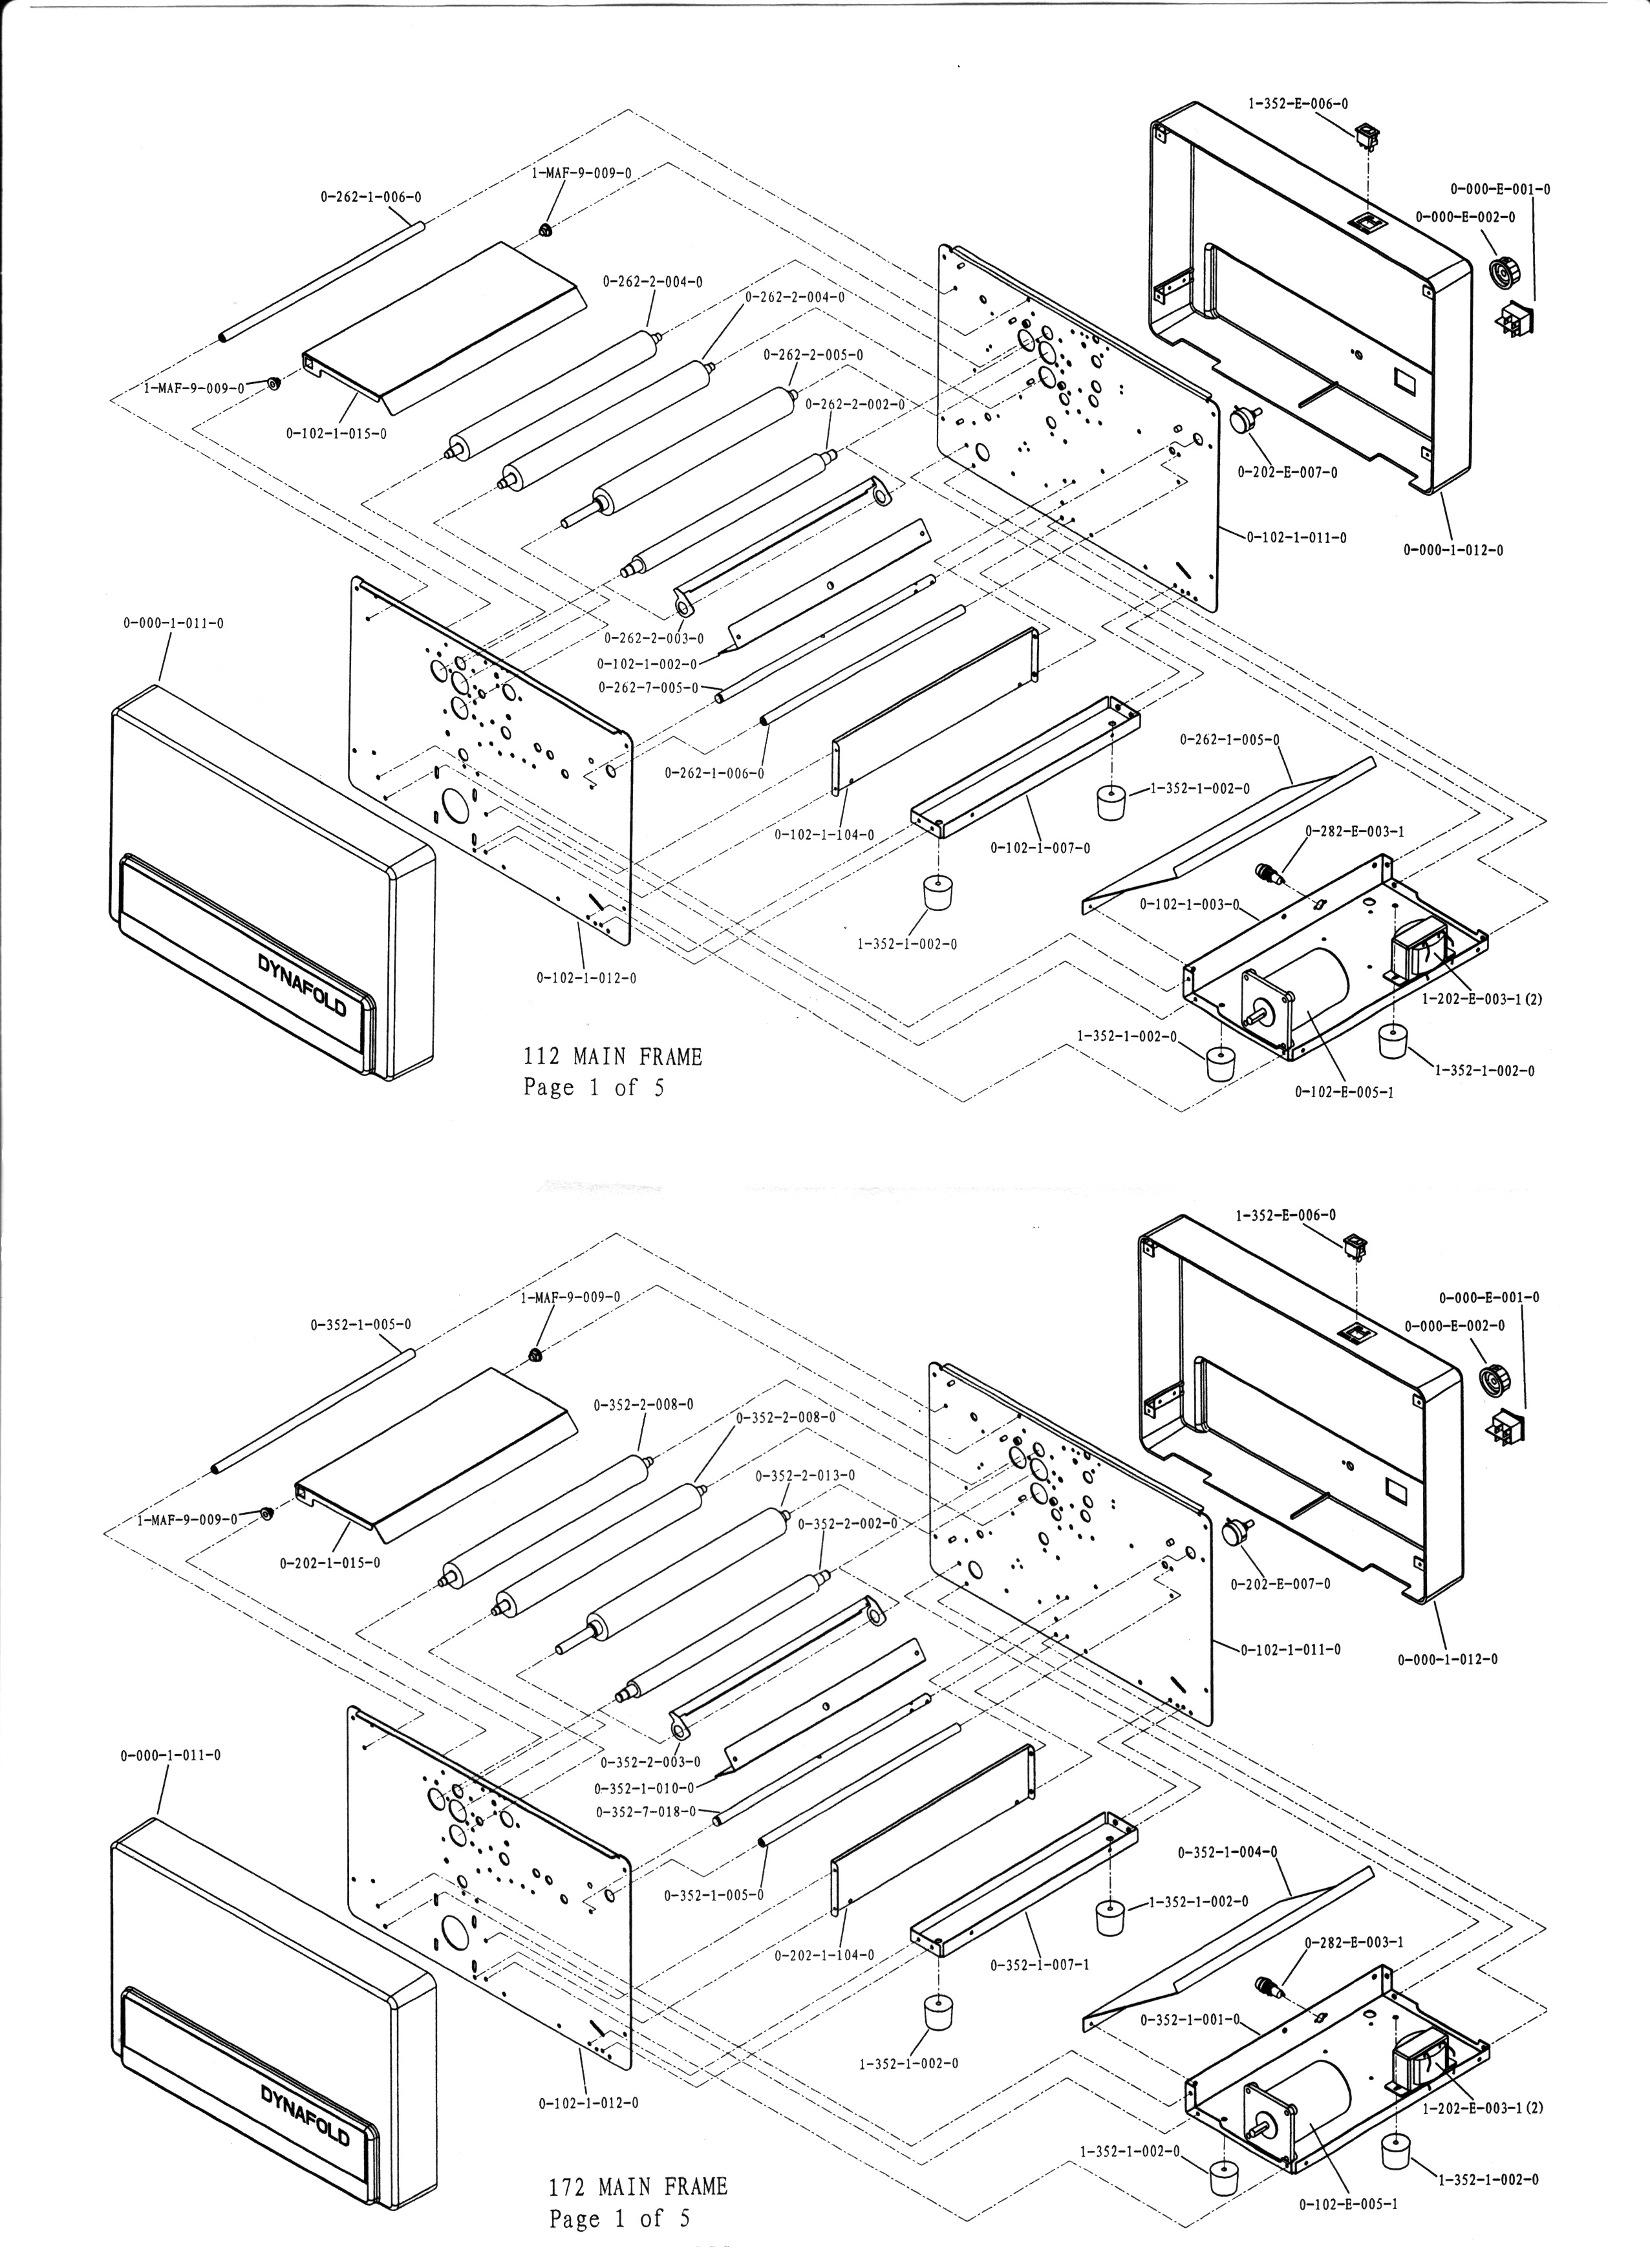 1-352-E-006-0
1-MAF-9-009-0
0-262-1-006-0
0-000-E-001-0
0-000-E-002-0
0-262-2-004-0
0-262-2-004-0
0-262-2-005-0
1-MAF-9-009-0
0-262-2-002-0
0-102-1-015-0
0-202-E-007-0
0-102-1-011-0
0-000-1-012-0
0-000-1-011-0
0-262-2-003-0
0-102-1-002-0
0-262-7-005-0
0-262-1-005-0
0-262-1-006-0
1-352-1-002-0
0-102-1-104-0
0-282-E-003-1
0-102-1-007-0
0-102-1-003-0
1-352-1-002-0
DYNAFOLD
0-102-1-012-0
1-202-E-003-1(2)
1-352-1-002-0
1-352-1-002-0
0-102-E-005-1
112 MAIN FRAME
Page 1 of 5
1-352-E-006-0
1-MAF-9-009-0
0-352-1-005-0
0-000-E-001-0
0-000-E-002-0
0-352-2-008-0
0-352-2-008-0
0-352-2-013-0
1-MAF-9-009-0
0-352-2-002-0
0-202-1-015-0
0-202-E-007-0
0-102-1-011-0
0-000-1-012-0
0-000-1-011-0
0-352-2-003-0
0-352-1-010-0
0-352-7-018-0
0-352-1-004-0
0-352-1-005-0
1-352-1-002-0
0-202-1-104-0
0-282-E-003-1
0-352-1-007-1
0-352-1-001-0
1-352-1-002-0
DYNAFOLD
0-102-1-012-0
1-202-E-003-1(2)
1-352-1-002-0
1-352-1-002-0
0-102-E-005-1
172 MAIN FRAME
Page 1 of 5